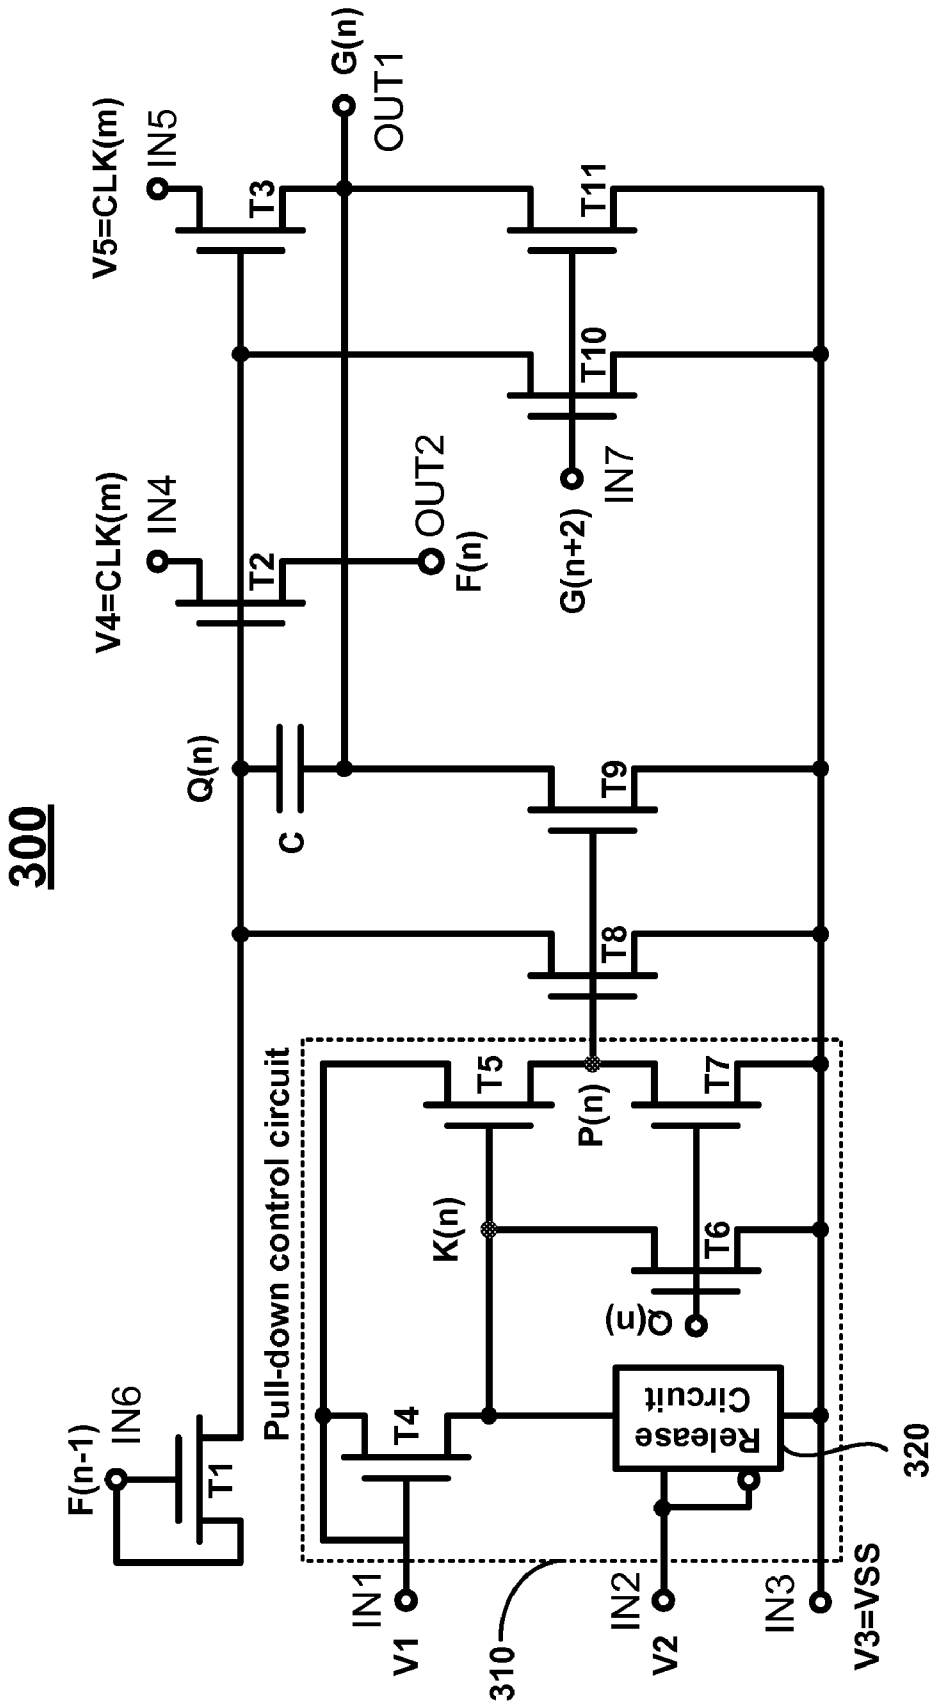 300
F(n-1)
IN6
T1
Q(n)
C
V4=CLK(m)
IN4
T2
OUT2
F(n)
V5=CLK(m)
IN5
T3
G(n)
OUT1
Pull-down control circuit
V1
IN1
T4
K(n)
T5
P(n)
T8
T9
G(n+2)
IN7
T10
T11
V2
IN2
Release
Circuit
320
Q(n)
T6
T7
310
IN3
V3=VSS